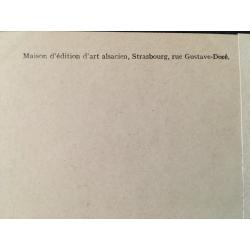 Maison d'édition d'art alsacien, Strasbourg, rue Gustave-Doré.